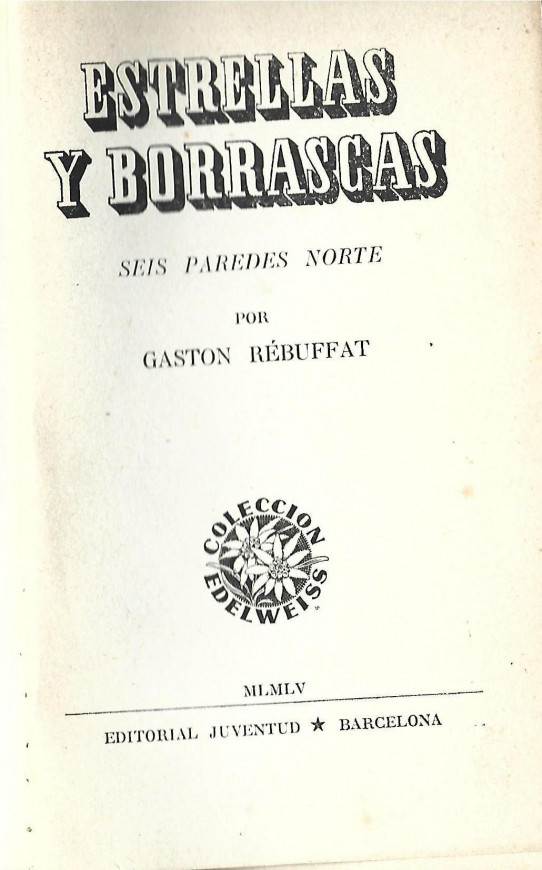 ESTRELLAS
Y BORRASCAS
SEIS PAREDES NORTE
POR
GASTON RÉBUFFAT
COLECCION
EDELWEISS
MLMLV
EDITORIAL JUVENTUD ★ BARCELONA